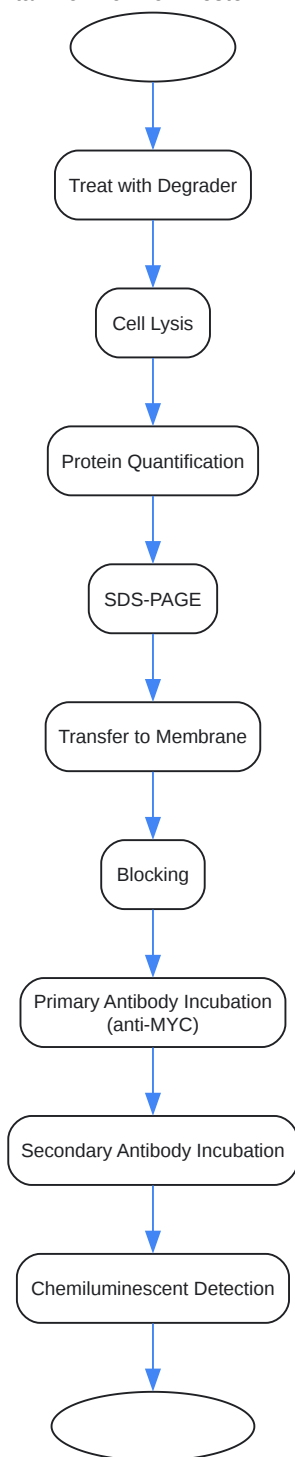 Treat with Degrader
Cell Lysis
Protein Quantification
SDS-PAGE
Transfer to Membrane
Blocking
Primary Antibody Incubation
(anti-MYC)
Secondary Antibody Incubation
Chemiluminescent Detection